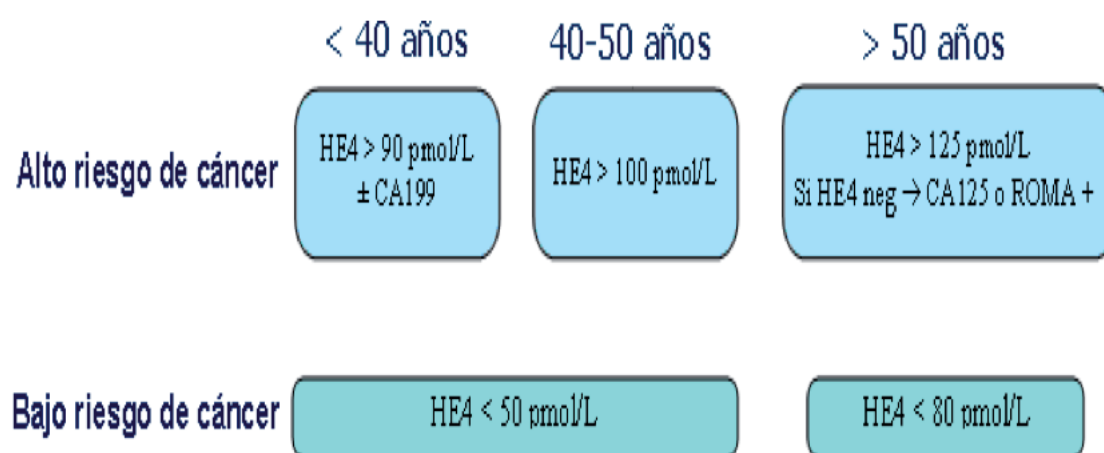 < 40 años
40-50 años
> 50 años
Alto riesgo de cáncer
HE4 > 90 pmol/L
± CA199
HE4 > 100 pmol/L
HE4 > 125 pmol/L
Si HE4 neg → CA125 o ROMA +
Bajo riesgo de cáncer
HE4 < 50 pmol/L
HE4 < 80 pmol/L